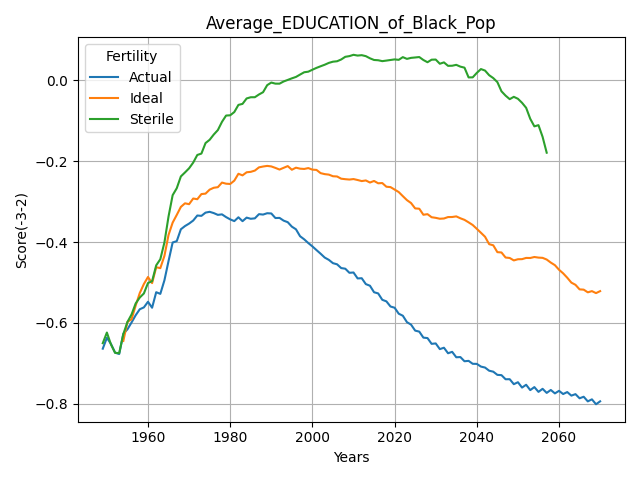 Average_EDUCATION_of_Black_Pop
Fertility
Actual
Ideal
Sterile
Score(-3-2)
0.0
−0.2
−0.4
−0.6
−0.8
1960 1980 2000 2020 2040 2060
Years